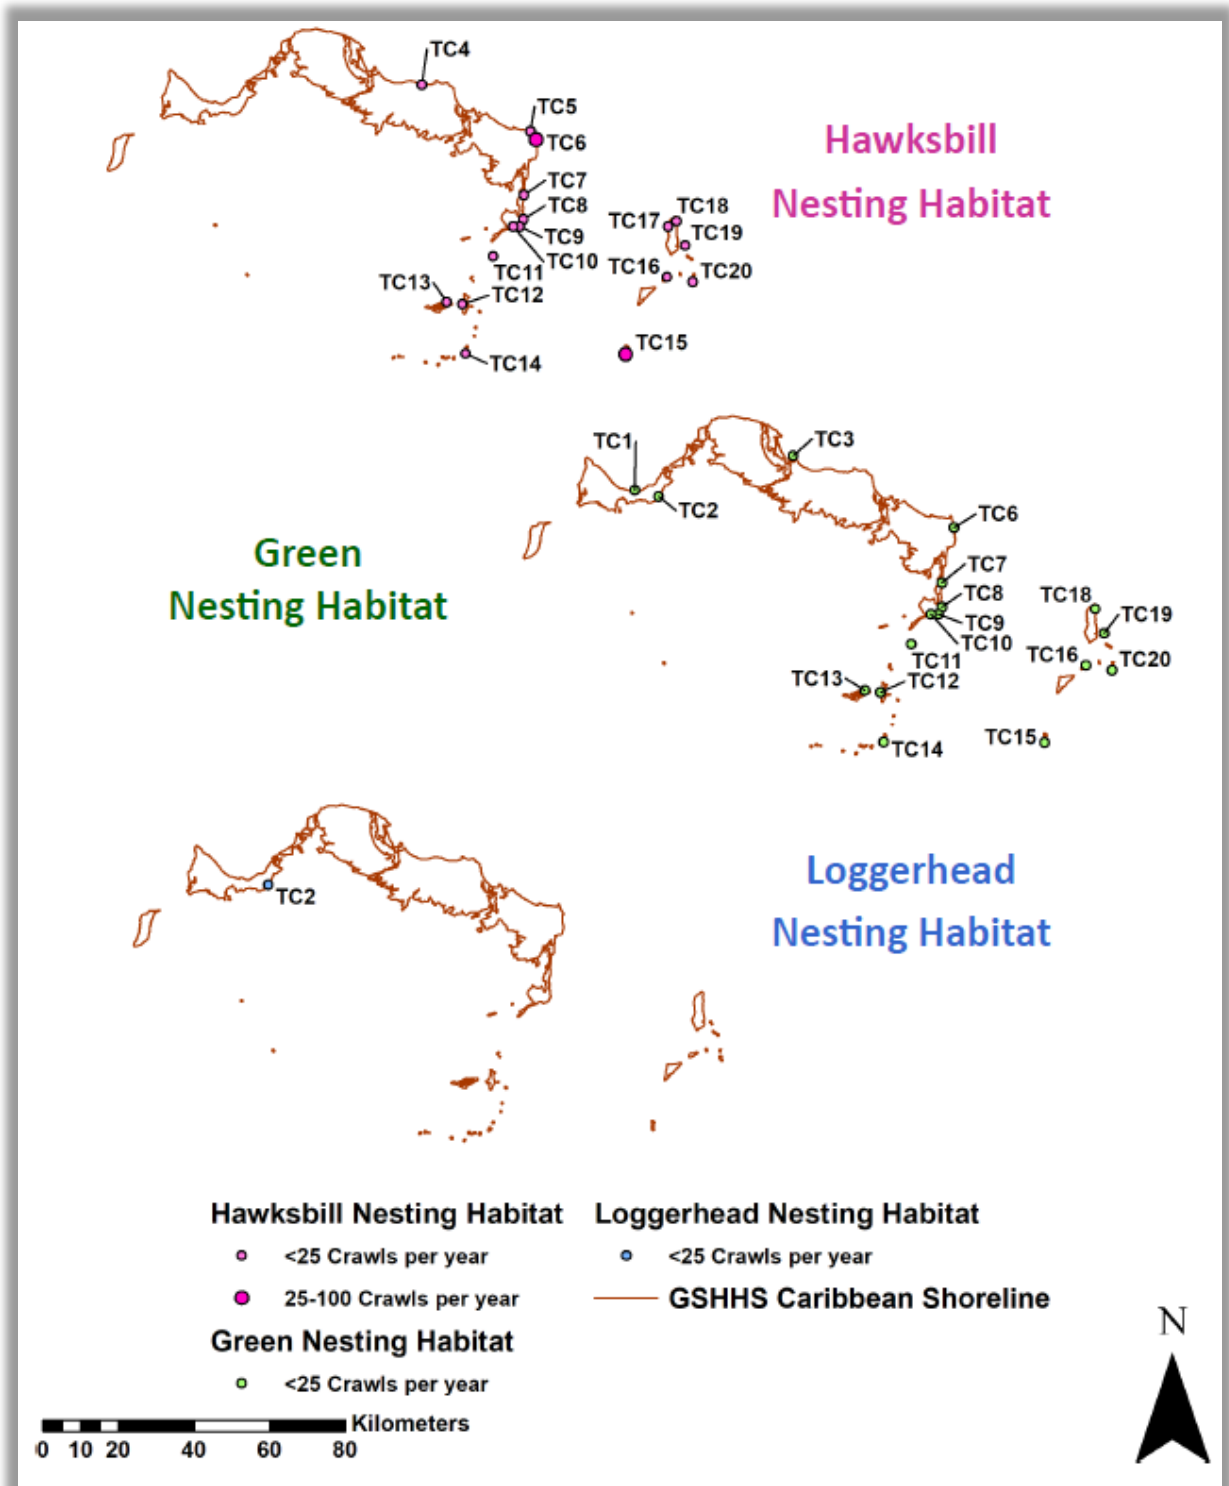 TC4
TC5
TC6
Hawksbill
Nesting Habitat
TC7
TC8
TC9
TC10
TC11
TC17
TC18
TC19
TC16
TC20
TC13
TC12
TC15
TC14
TC1
TC3
TC2
TC6
Green
Nesting Habitat
TC7
TC8
TC9
TC10
TC11
TC18
TC19
TC16
TC20
TC13
TC12
TC14
TC15
TC2
Loggerhead
Nesting Habitat
Hawksbill Nesting Habitat
<25 Crawls per year
25-100 Crawls per year
Green Nesting Habitat
<25 Crawls per year
Loggerhead Nesting Habitat
<25 Crawls per year
GSHHS Caribbean Shoreline
N
Kilometers
0 10 20 40 60 80